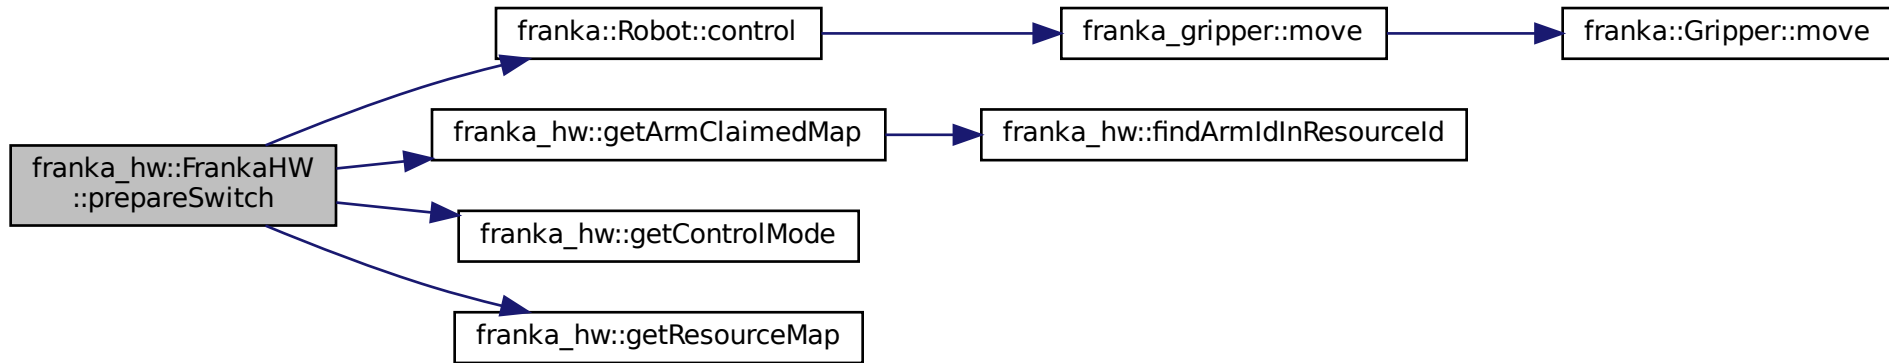 franka::Robot::control
franka_gripper::move
franka::Gripper::move
franka_hw::getArmClaimedMap
franka_hw::findArmIdInResourceId
franka_hw::FrankaHW
::prepareSwitch
franka_hw::getControlMode
franka_hw::getResourceMap